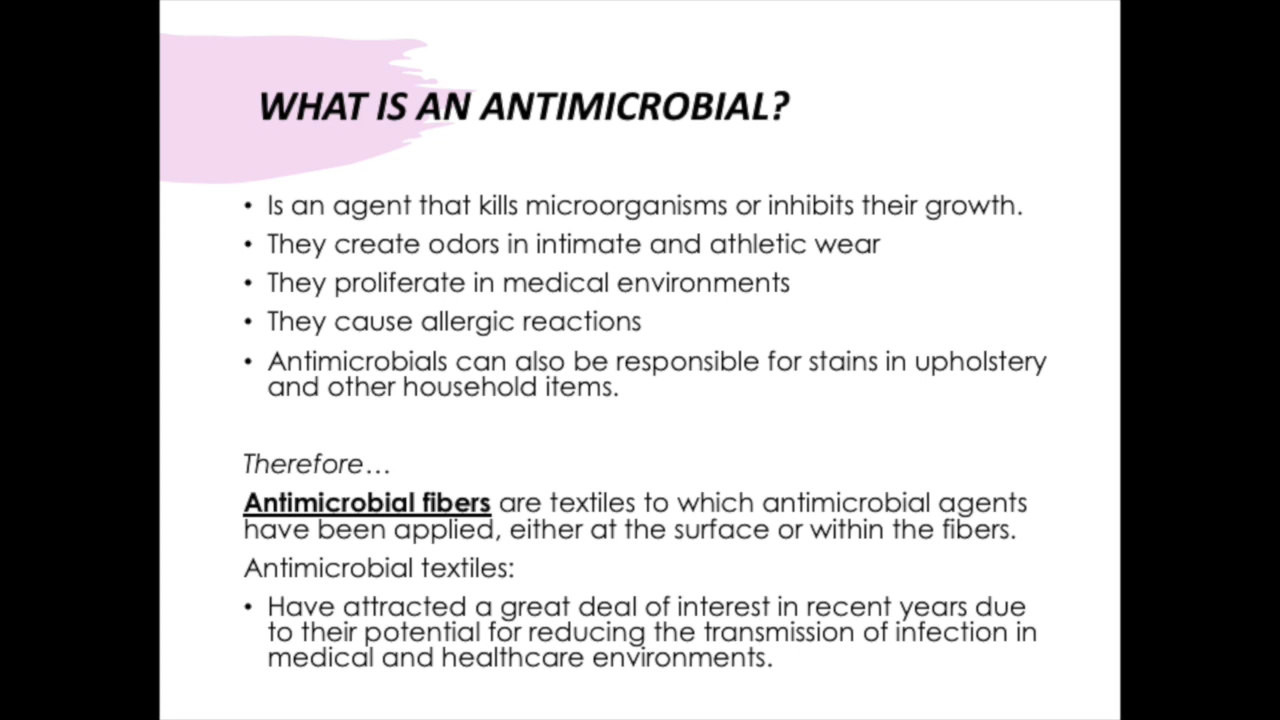 WHAT IS AN ANTIMICROBIAL?
• Is an agent that kills microorganisms or inhibits their growth.
• They create odors in intimate and athletic wear
• They proliferate in medical environments
• They cause allergic reactions
• Antimicrobials can also be responsible for stains in upholstery
and other household items.
Therefore…
Antimicrobial fibers are textiles to which antimicrobial agents
have been applied, either at the surface or within the fibers.
Antimicrobial textiles:
• Have attracted a great deal of interest in recent years due
to their potential for reducing the transmission of infection in
medical and healthcare environments.